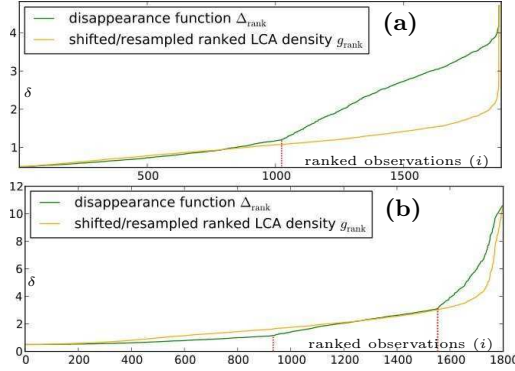 (a)
disappearance function Δrank
shifted/resampled ranked LCA density grank
4
3
δ
2
1
ranked observations (i)
500 1000 1500
12
(b)
disappearance function Δrank
shifted/resampled ranked LCA density grank
10
8
δ
6
4
2
0
ranked observations (i)
0 200 400 600 800 1000 1200 1400 1600 1800